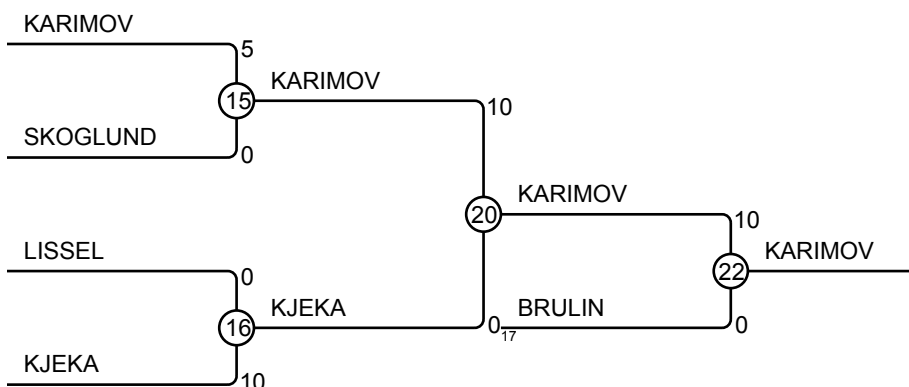 KARIMOV
5
15
KARIMOV
10
SKOGLUND
0
20
KARIMOV
10
LISSEL
0
22
KARIMOV
16
KJEKA
0
17
BRULIN
0
KJEKA
10